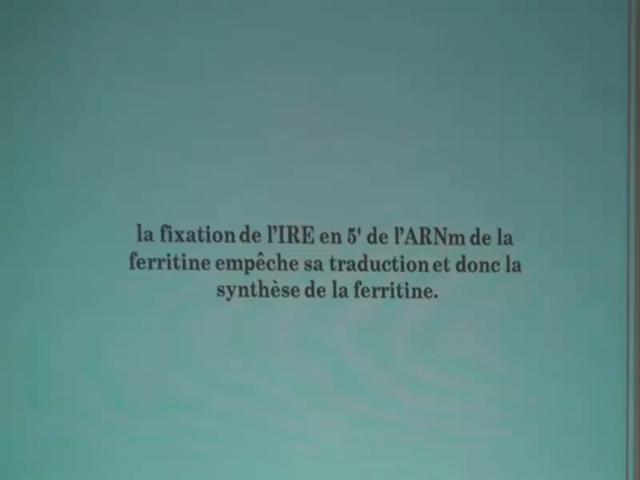 la fixation de l'IRE en 5' de l'ARNm de la
ferritine empêche sa traduction et donc la
synthèse de la ferritine.